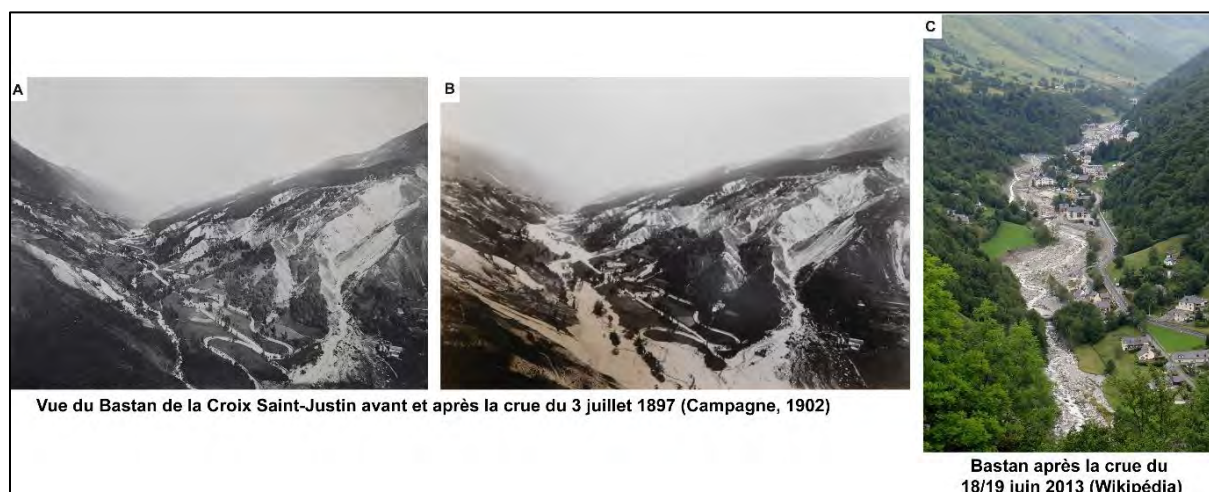 A
B
C
Vue du Bastan de la Croix Saint-Justin avant et après la crue du 3 juillet 1897 (Campagne, 1902)
Bastan après la crue du
18/19 juin 2013 (Wikipédia)